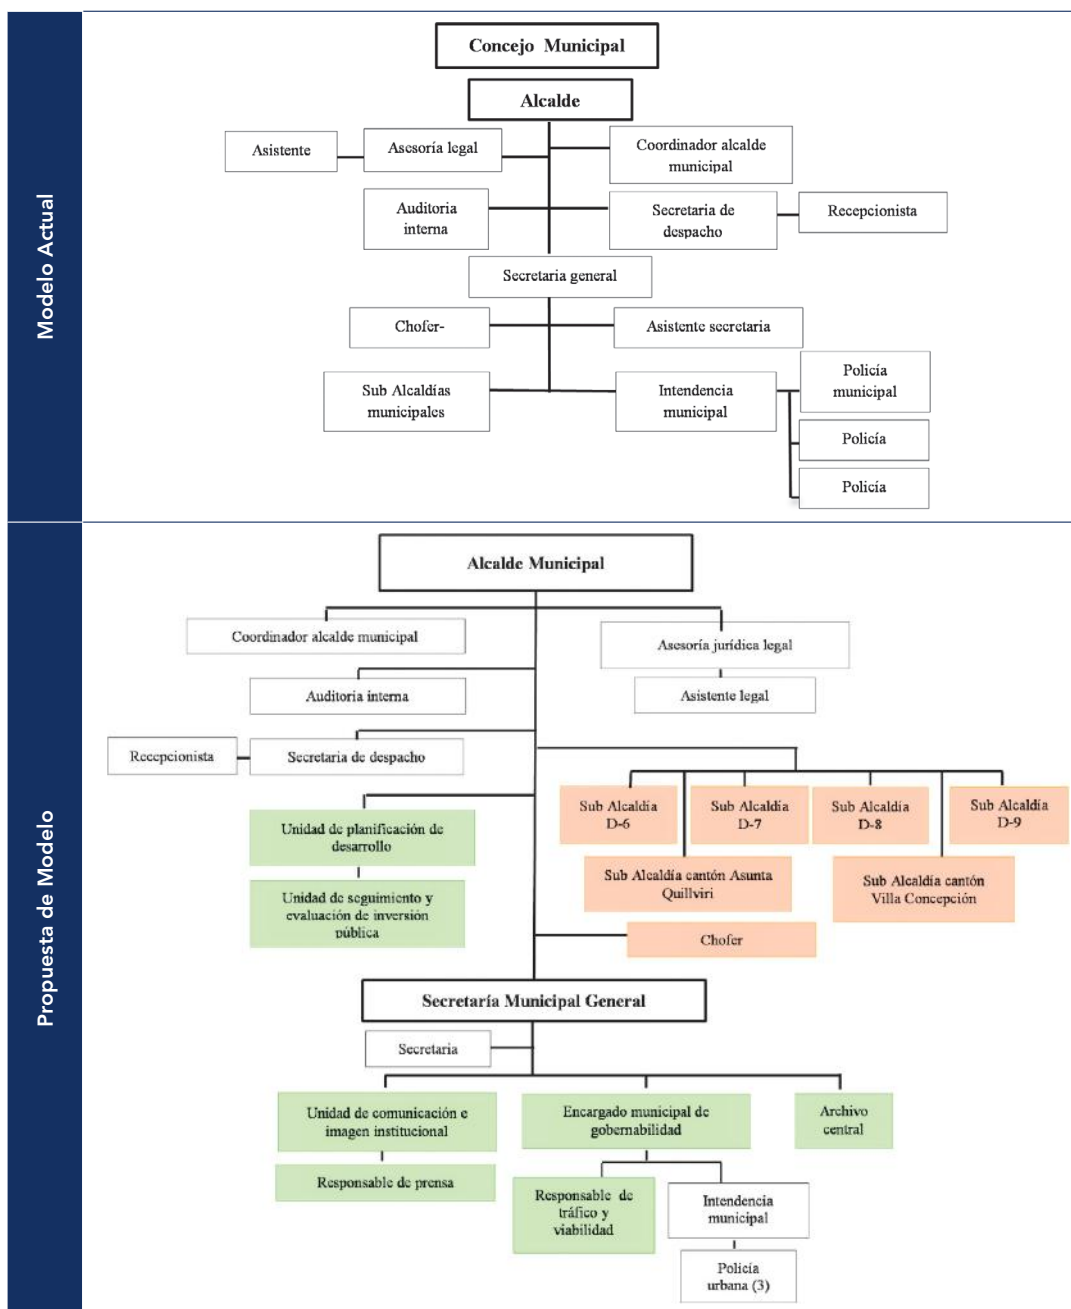 Modelo Actual
Concejo Municipal
Alcalde
Asistente
Asesoría legal
Coordinador alcalde
municipal
Auditoria
interna
Secretaria de
despacho
Recepcionista
Secretaria general
Chofer-
Asistente secretaria
Sub Alcaldías
municipales
Intendencia
municipal
Policía
municipal
Policía
Policía
Propuesta de Modelo
Alcalde Municipal
Coordinador alcalde municipal
Asesoría jurídica legal
Auditoria interna
Asistente legal
Recepcionista
Secretaria de despacho
Sub Alcaldía
D-6
Sub Alcaldía
D-7
Sub Alcaldía
D-8
Sub Alcaldía
D-9
Unidad de planificación de
desarrollo
Sub Alcaldía cantón Asunta
Quillviri
Sub Alcaldía cantón
Villa Concepción
Unidad de seguimiento y
evaluación de inversión
pública
Chofer
Secretaría Municipal General
Secretaria
Unidad de comunicación e
imagen institucional
Encargado municipal de
gobernabilidad
Archivo
central
Responsable de prensa
Responsable de
tráfico y
viabilidad
Intendencia
municipal
Policía
urbana (3)